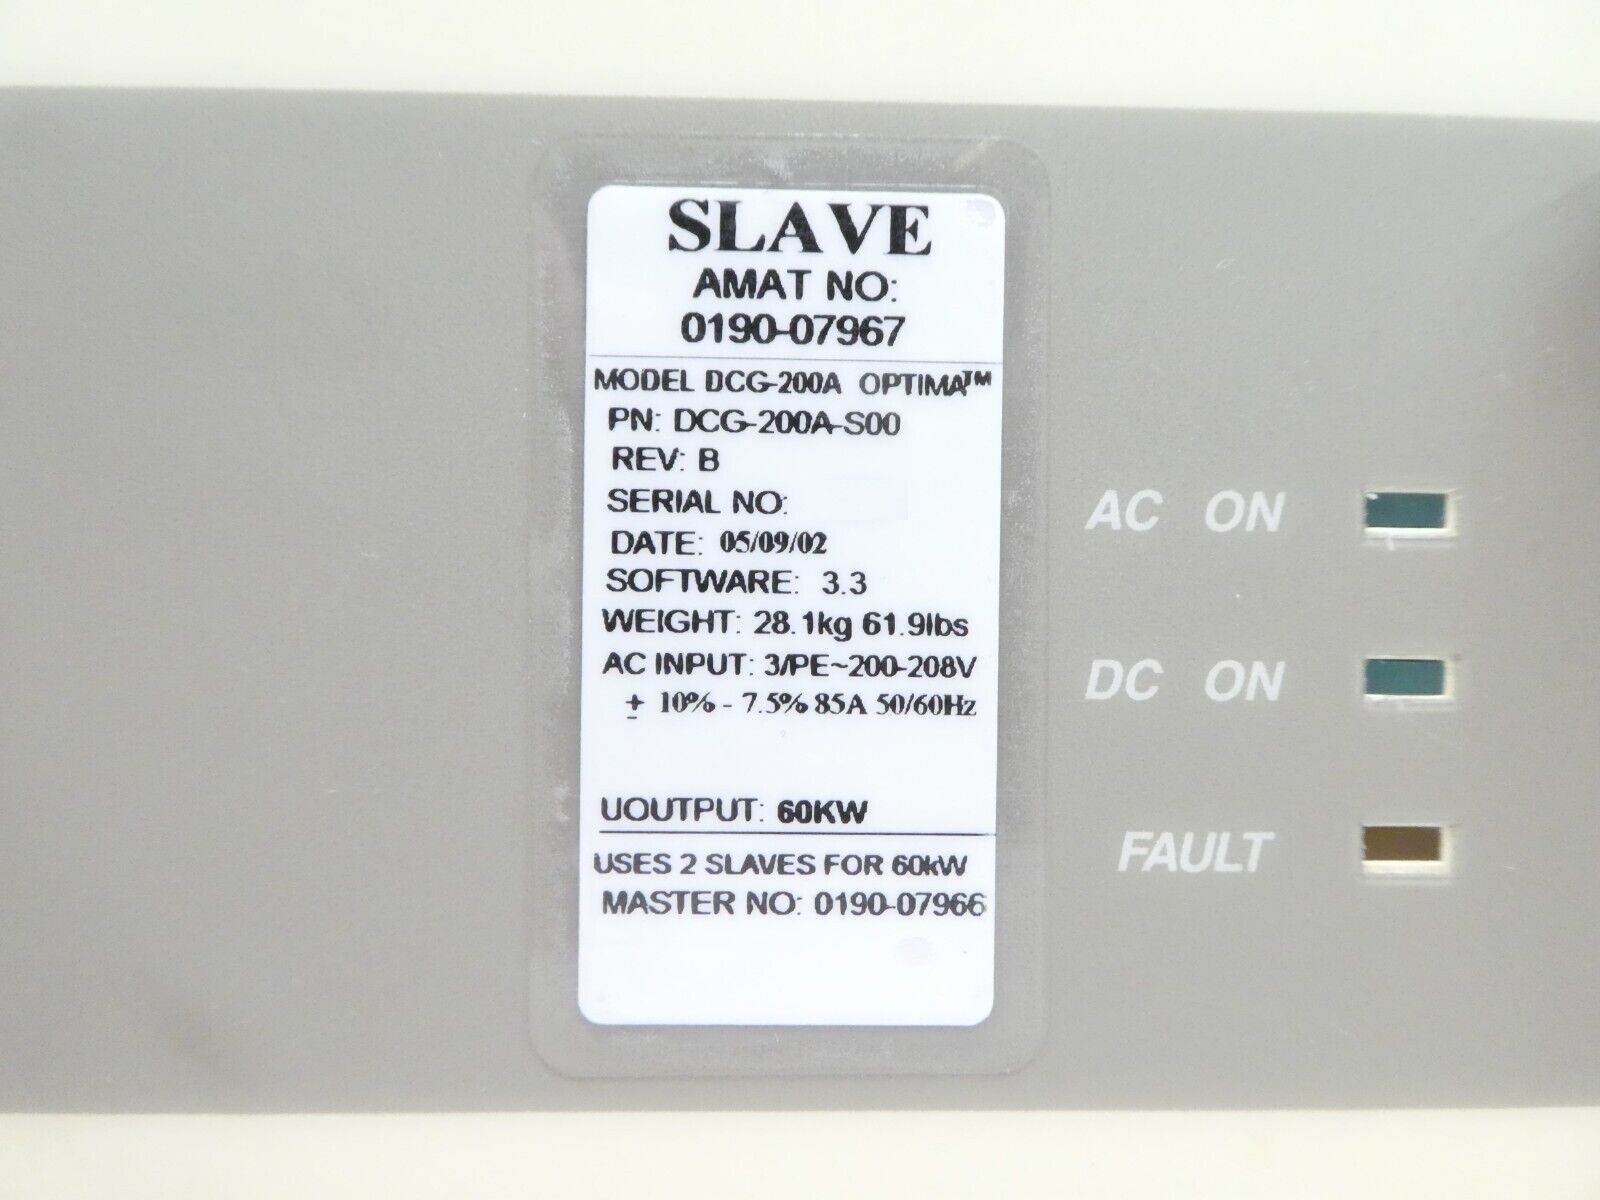 SLAVE
AMAT NO:
0190-07967
MODEL DCG-200A OPTIMA™
PN: DCG-200A-S00
REV: B
SERIAL NO:
DATE: 05/09/02
SOFTWARE: 3.3
WEIGHT: 28.1kg 61.9lbs
AC INPUT: 3/PE~200-208V
± 10% - 7.5% 85A 50/60Hz
UOUTPUT: 60KW
USES 2 SLAVES FOR 60kW
MASTER NO: 0190-07966
AC ON
DC ON
FAULT